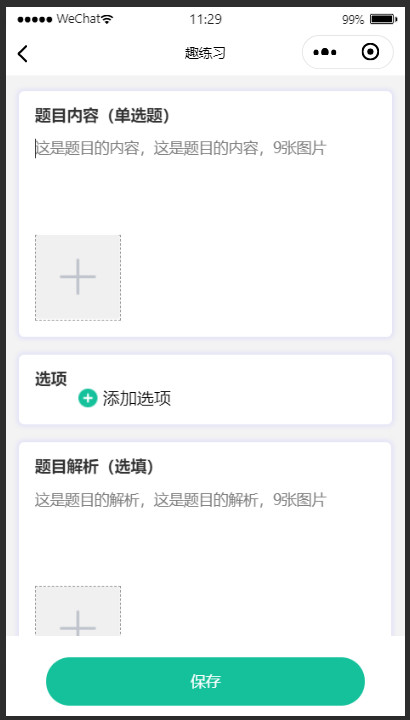 WeChat 11:29 99%
趣练习
题目内容（单选题）
这是题目的内容，这是题目的内容，9张图片
选项
添加选项
题目解析（选填）
这是题目的解析，这是题目的解析，9张图片
保存